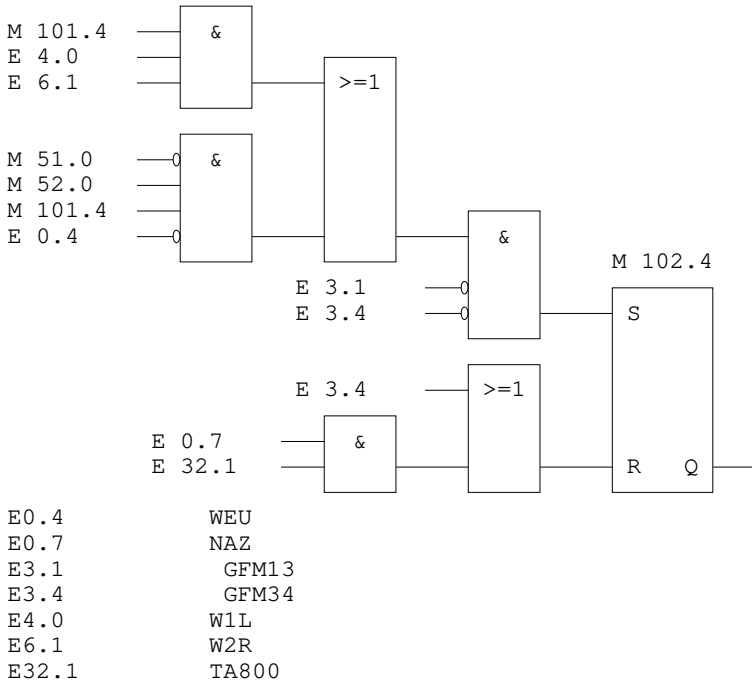 M 101.4 &
E 4.0
E 6.1 >=1
M 51.0 &
M 52.0
M 101.4
E 0.4 &
M 102.4
E 3.1
E 3.4 S
E 3.4 >=1
E 0.7 &
E 32.1 R Q
E0.4 WEU
E0.7 NAZ
E3.1 GFM13
E3.4 GFM34
E4.0 W1L
E6.1 W2R
E32.1 TA800